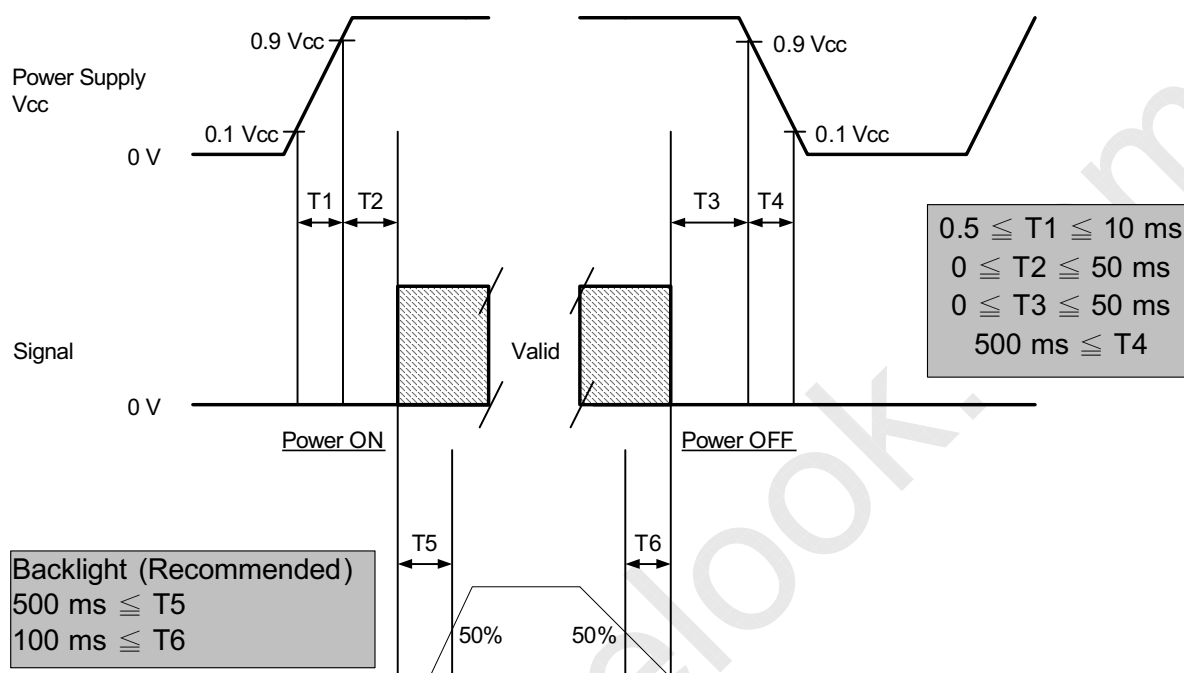 0.9 Vcc
0.9 Vcc
Power Supply
Vcc
0.1 Vcc
0.1 Vcc
0 V
T1
T2
T3
T4
0.5 ≦ T1 ≦ 10 ms
0 ≦ T2 ≦ 50 ms
0 ≦ T3 ≦ 50 ms
500 ms ≦ T4
Signal
Valid
0 V
Power ON
Power OFF
T5
T6
Backlight (Recommended)
500 ms ≦ T5
100 ms ≦ T6
50%
50%
elook.
m